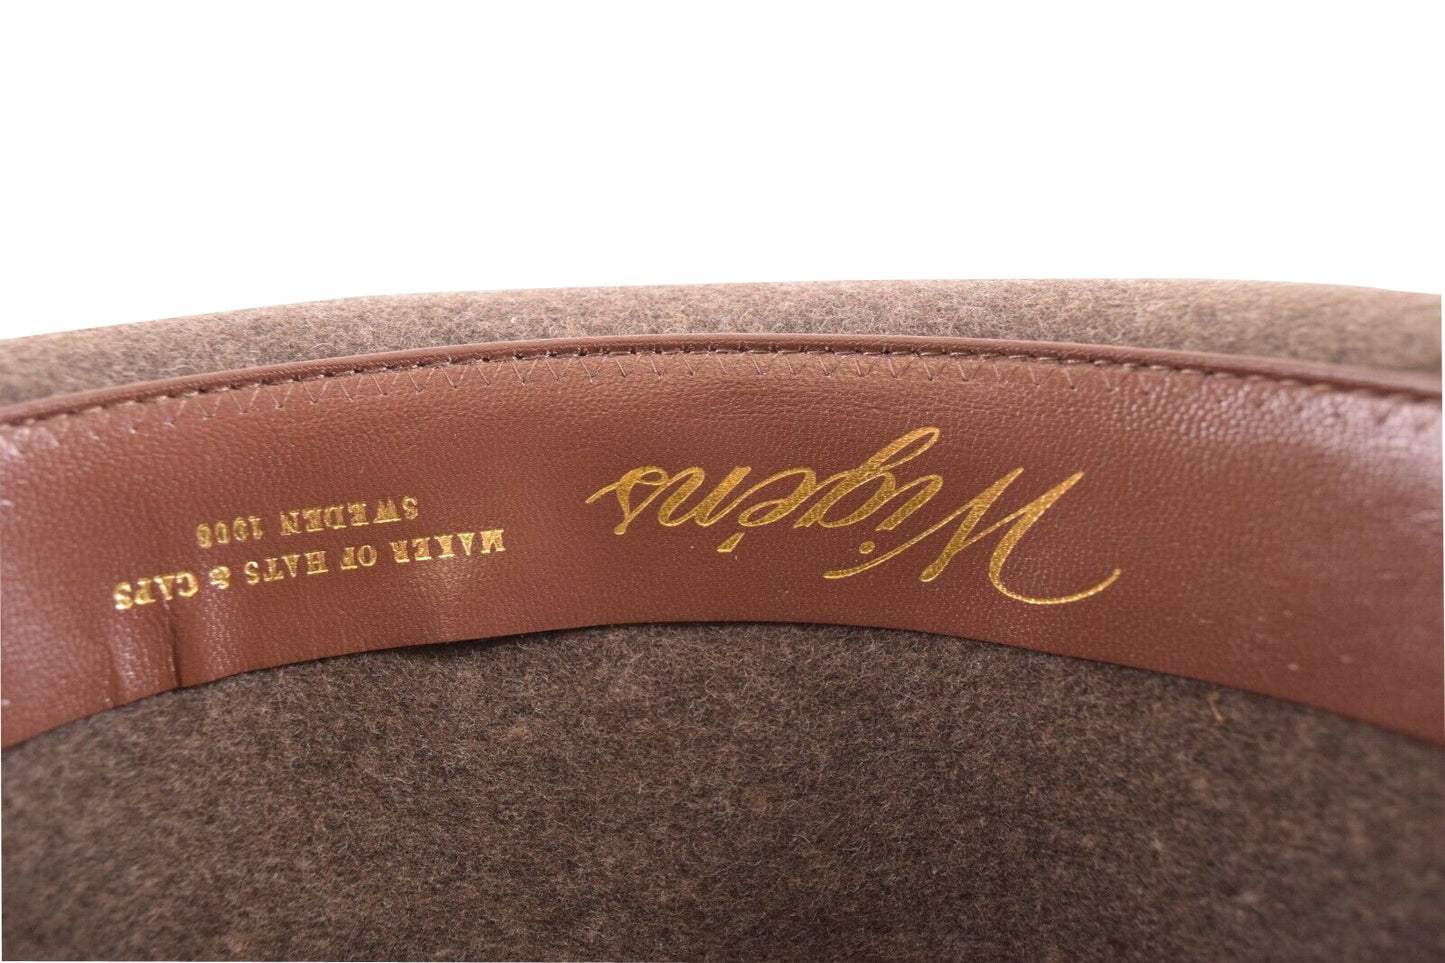 Wigéns
MAKER OF HATS & CAPS
SWEDEN 1906